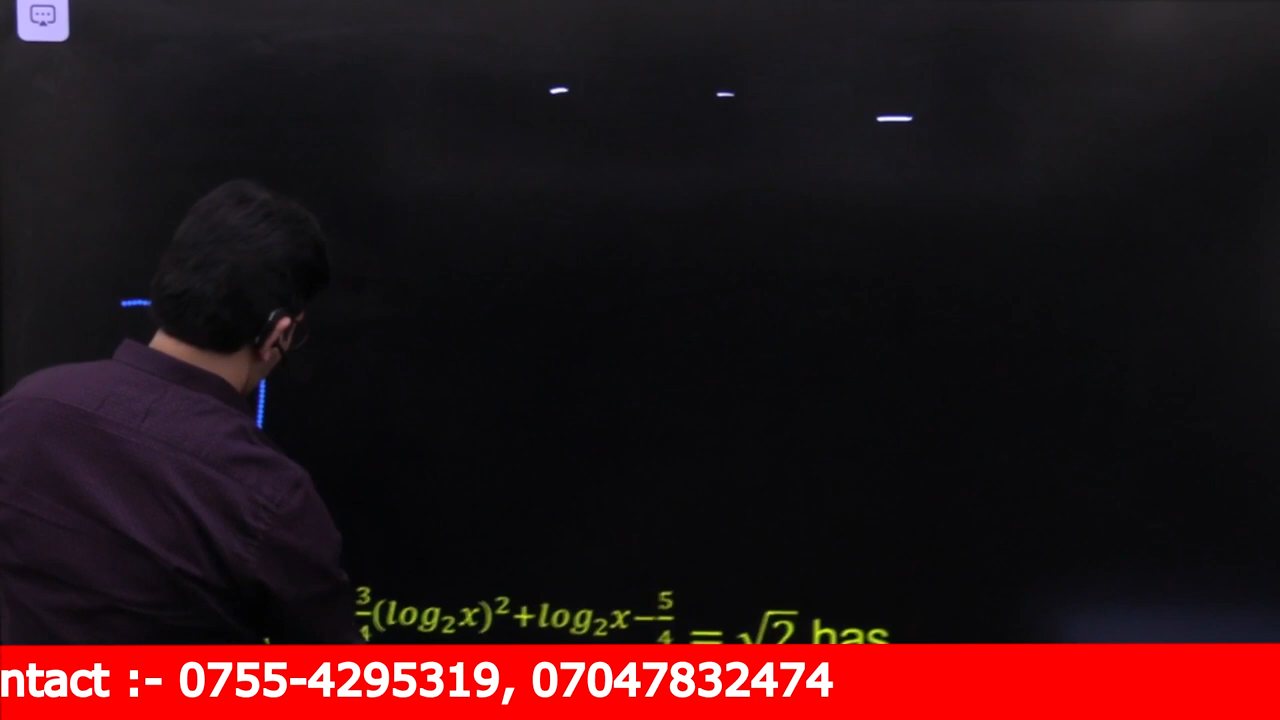 3/4(log₂x)²+log₂x−5/4 = √2 has
ntact :- 0755-4295319, 07047832474